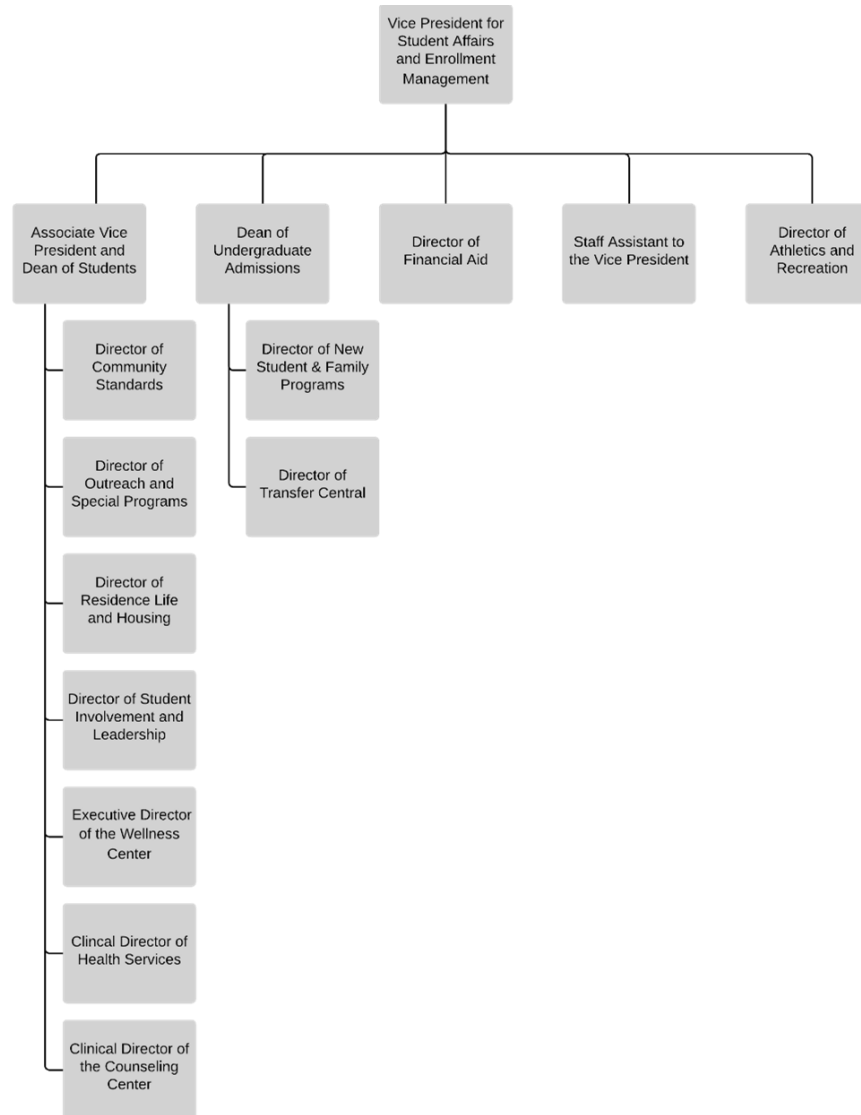 Vice President for
Student Affairs
and Enrollment
Management
Associate Vice
President and
Dean of Students
Dean of
Undergraduate
Admissions
Director of
Financial Aid
Staff Assistant to
the Vice President
Director of
Athletics and
Recreation
Director of
Community
Standards
Director of New
Student & Family
Programs
Director of
Outreach and
Special Programs
Director of
Transfer Central
Director of
Residence Life
and Housing
Director of Student
Involvement and
Leadership
Executive Director
of the Wellness
Center
Clincal Director of
Health Services
Clinical Director of
the Counseling
Center